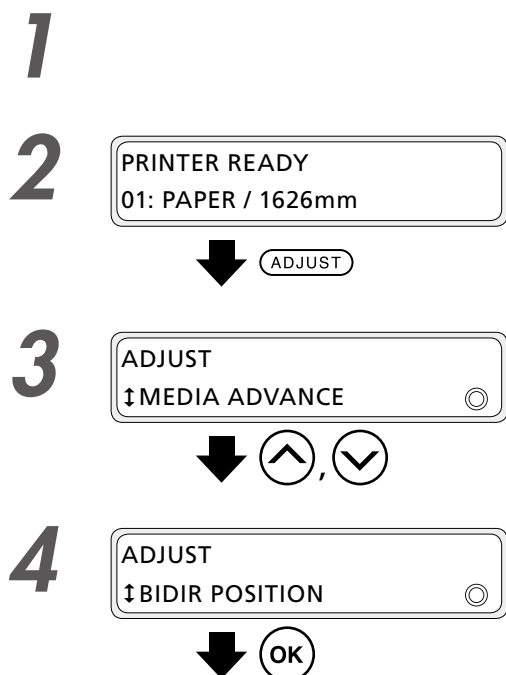 1
2
PRINTER READY
01: PAPER / 1626mm
ADJUST
3
ADJUST
↕MEDIA ADVANCE
,
4
ADJUST
↕BIDIR POSITION
OK